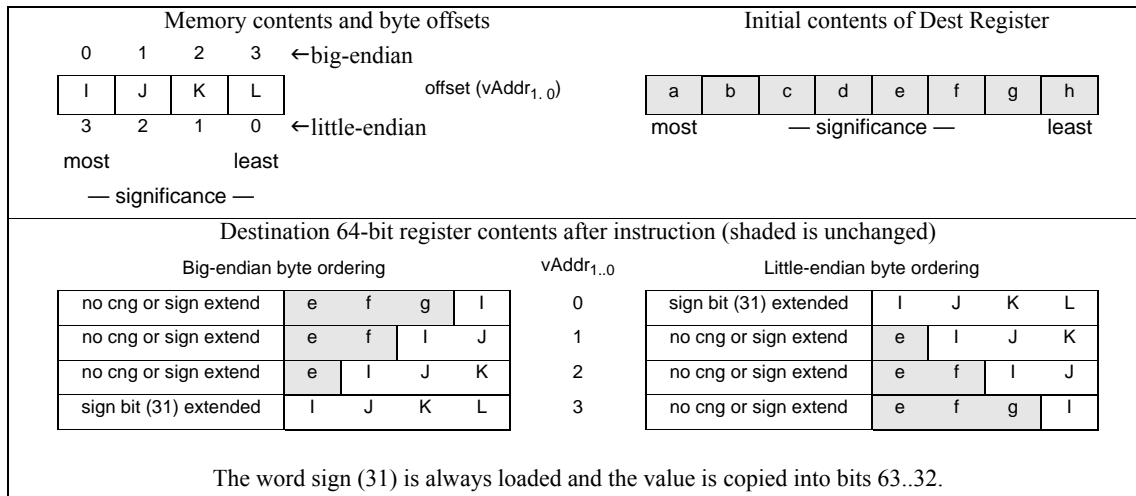 Memory contents and byte offsets Initial contents of Dest Register
0 1 2 3 ←big-endian
I J K L offset (vAddr1. 0) a b c d e f g h
3 2 1 0 ←little-endian most — significance — least
most least
— significance —
Destination 64-bit register contents after instruction (shaded is unchanged)
Big-endian byte ordering vAddr1..0 Little-endian byte ordering
no cng or sign extend e f g I 0 sign bit (31) extended I J K L
no cng or sign extend e f I J 1 no cng or sign extend e I J K
no cng or sign extend e I J K 2 no cng or sign extend e f I J
sign bit (31) extended I J K L 3 no cng or sign extend e f g I
The word sign (31) is always loaded and the value is copied into bits 63..32.